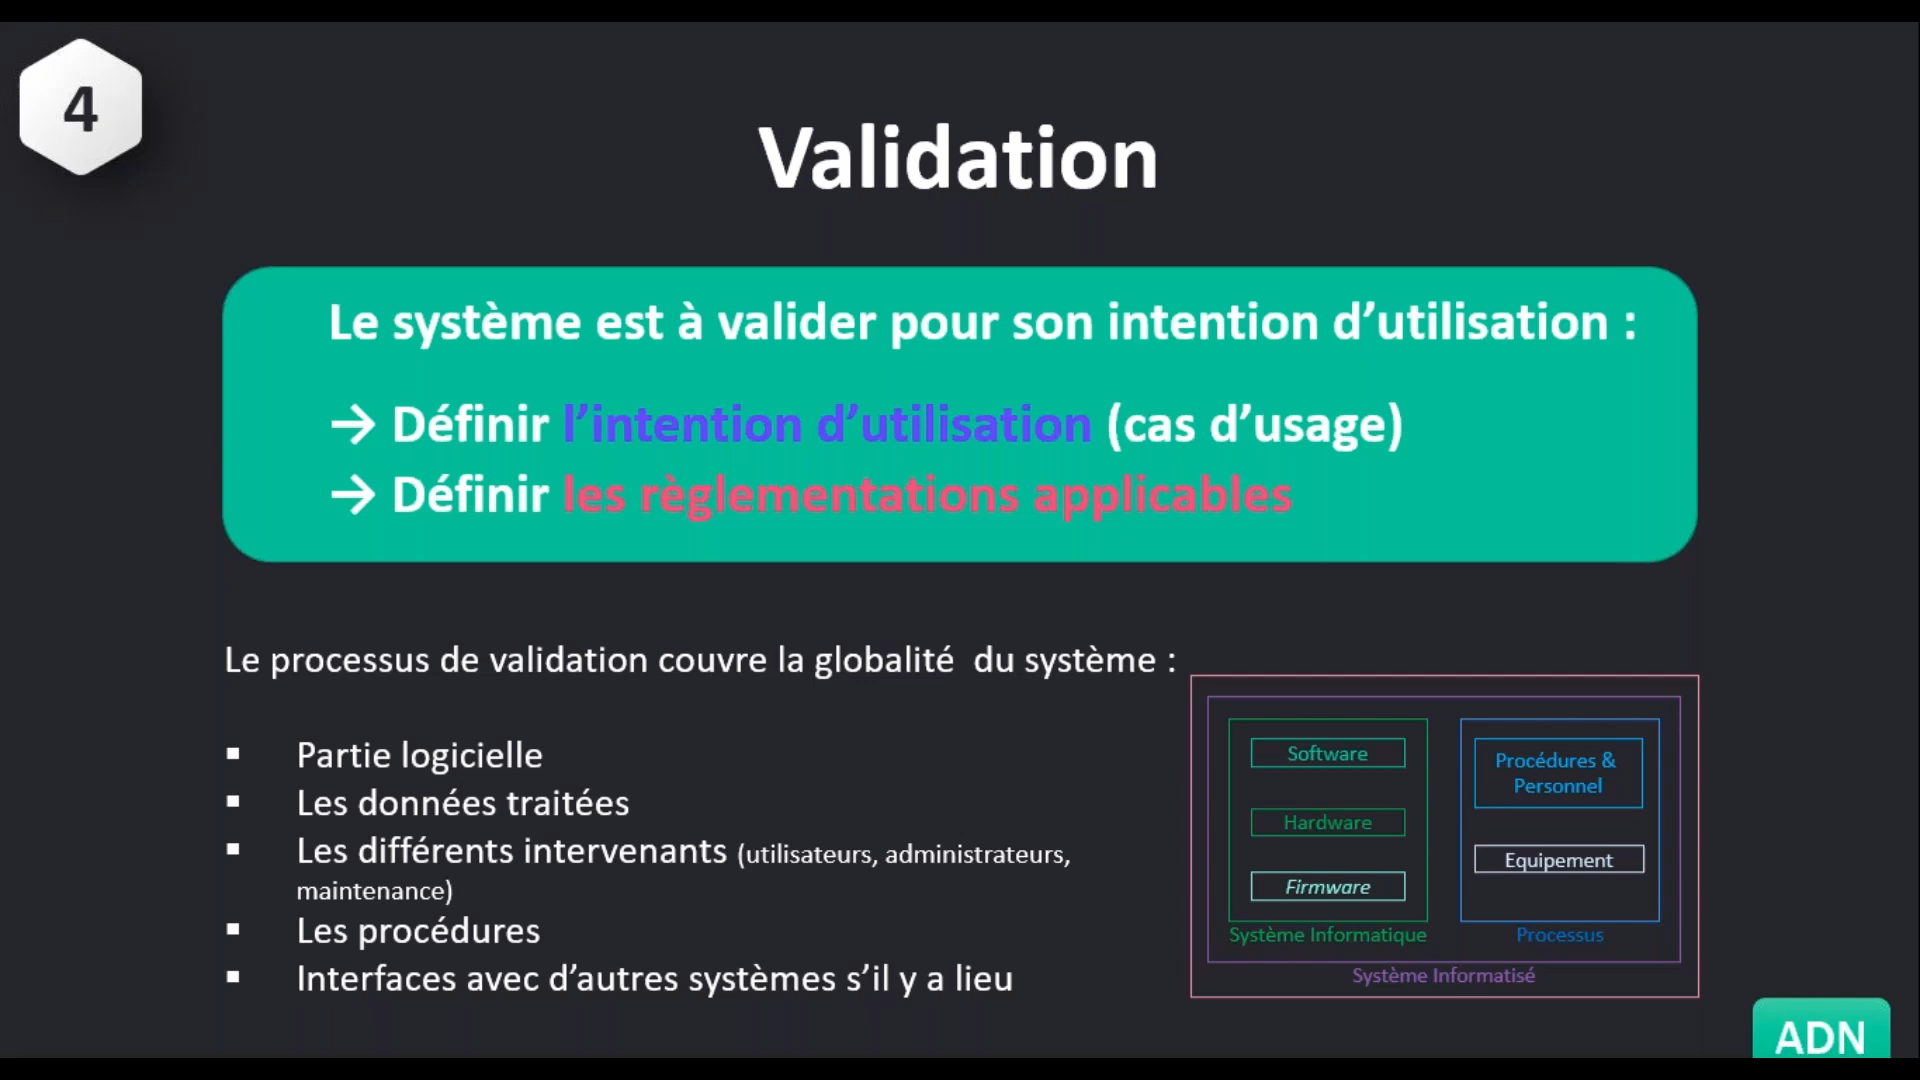 4
Validation
Le système est à valider pour son intention d’utilisation :
→ Définir l’intention d’utilisation (cas d’usage)
→ Définir les règlementations applicables
Le processus de validation couvre la globalité  du système :
▪ Partie logicielle
▪ Les données traitées
▪ Les différents intervenants (utilisateurs, administrateurs,
maintenance)
▪ Les procédures
▪ Interfaces avec d’autres systèmes s’il y a lieu
Software
Hardware
Firmware
Système Informatique
Procédures &
Personnel
Equipement
Processus
Système Informatisé
ADN